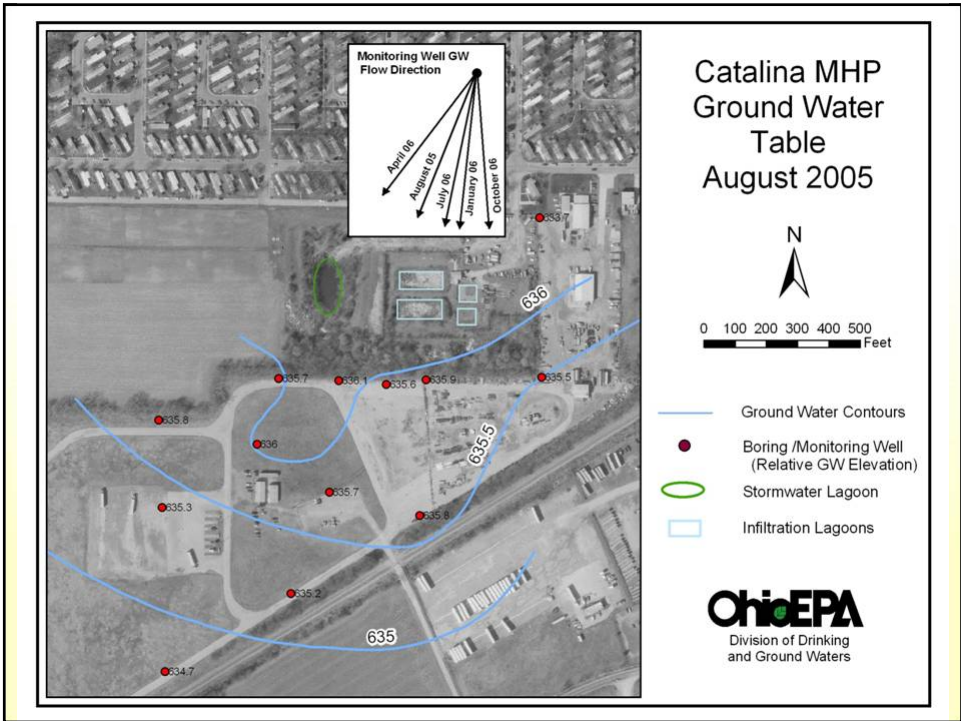 Monitoring Well GW
Flow Direction
April 06
August 05
July 06
January 06
October 06
633.7
636
635.7
636.1
635.6
635.9
635.5
635.8
636
635.5
635.7
635.3
635.8
635.2
635
634.7
Catalina MHP
Ground Water
Table
August 2005
N
0 100 200 300 400 500
Feet
Ground Water Contours
Boring /Monitoring Well
(Relative GW Elevation)
Stormwater Lagoon
Infiltration Lagoons
OhioEPA
Division of Drinking
and Ground Waters